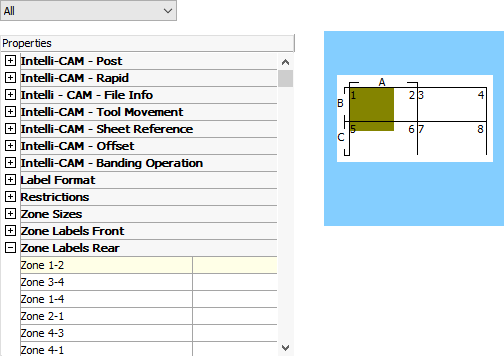 All
Properties
Intelli-CAM - Post
Intelli-CAM - Rapid
Intelli - CAM - File Info
Intelli-CAM - Tool Movement
Intelli-CAM - Sheet Reference
Intelli-CAM - Offset
Intelli-CAM - Banding Operation
Label Format
Restrictions
Zone Sizes
Zone Labels Front
Zone Labels Rear
Zone 1-2
Zone 3-4
Zone 1-4
Zone 2-1
Zone 4-3
Zone 4-1
A
1 2 3 4
B
C
5 6 7 8